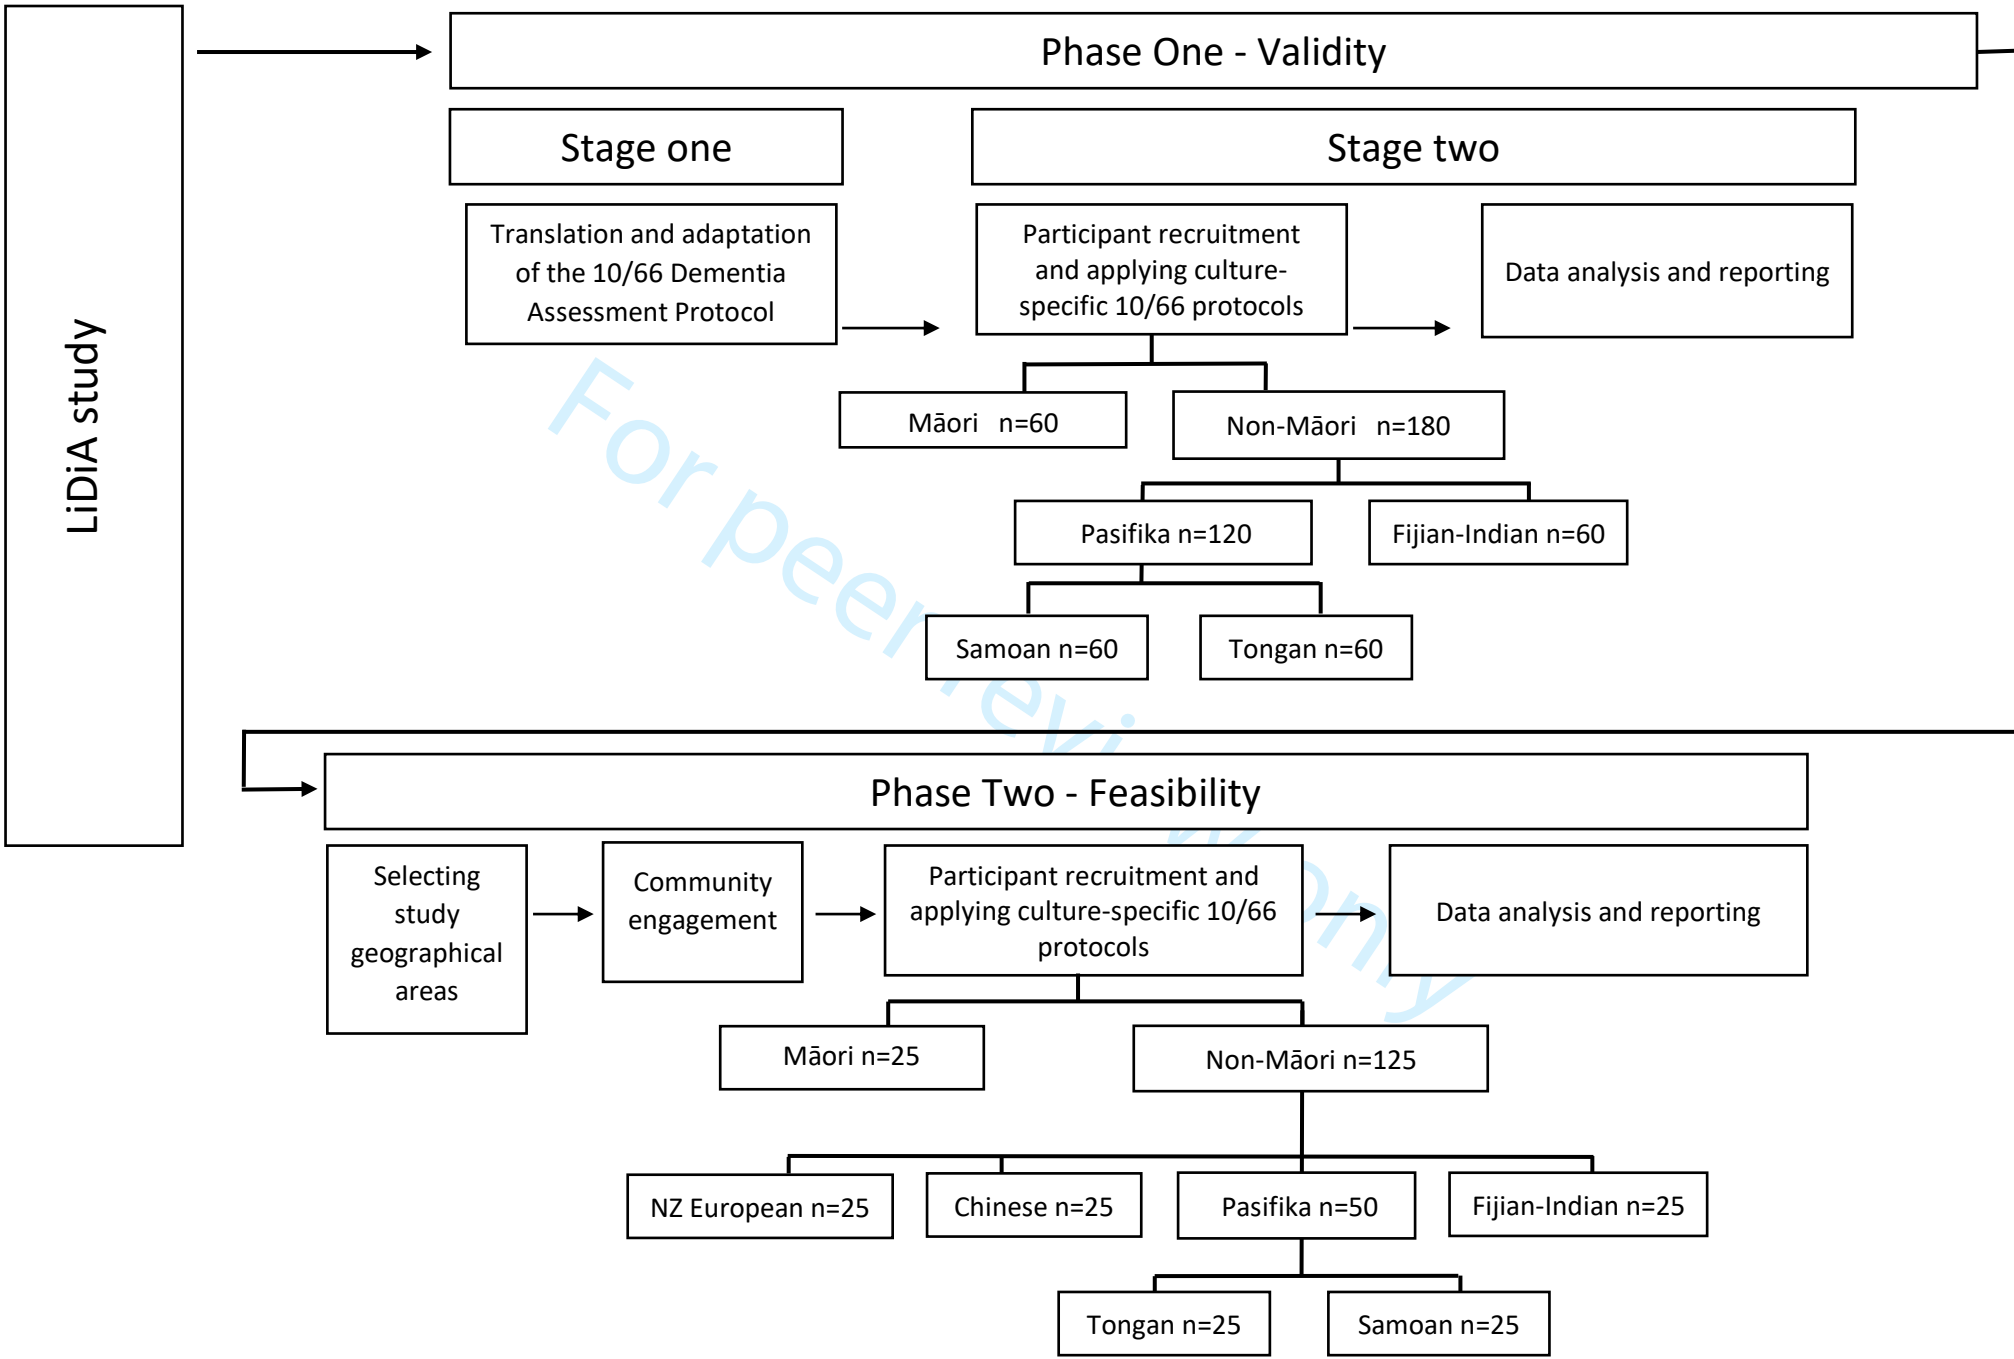 LiDiA study
Phase One - Validity
Stage one
Stage two
Translation and adaptation
of the 10/66 Dementia
Assessment Protocol
Participant recruitment
and applying culture-
specific 10/66 protocols
Data analysis and reporting
Māori n=60
Non-Māori n=180
Pasifika n=120
Fijian-Indian n=60
Samoan n=60
Tongan n=60
For peer review only
Phase Two - Feasibility
Selecting
study
geographical
areas
Community
engagement
Participant recruitment and
applying culture-specific 10/66
protocols
Data analysis and reporting
Māori n=25
Non-Māori n=125
NZ European n=25
Chinese n=25
Pasifika n=50
Fijian-Indian n=25
Tongan n=25
Samoan n=25